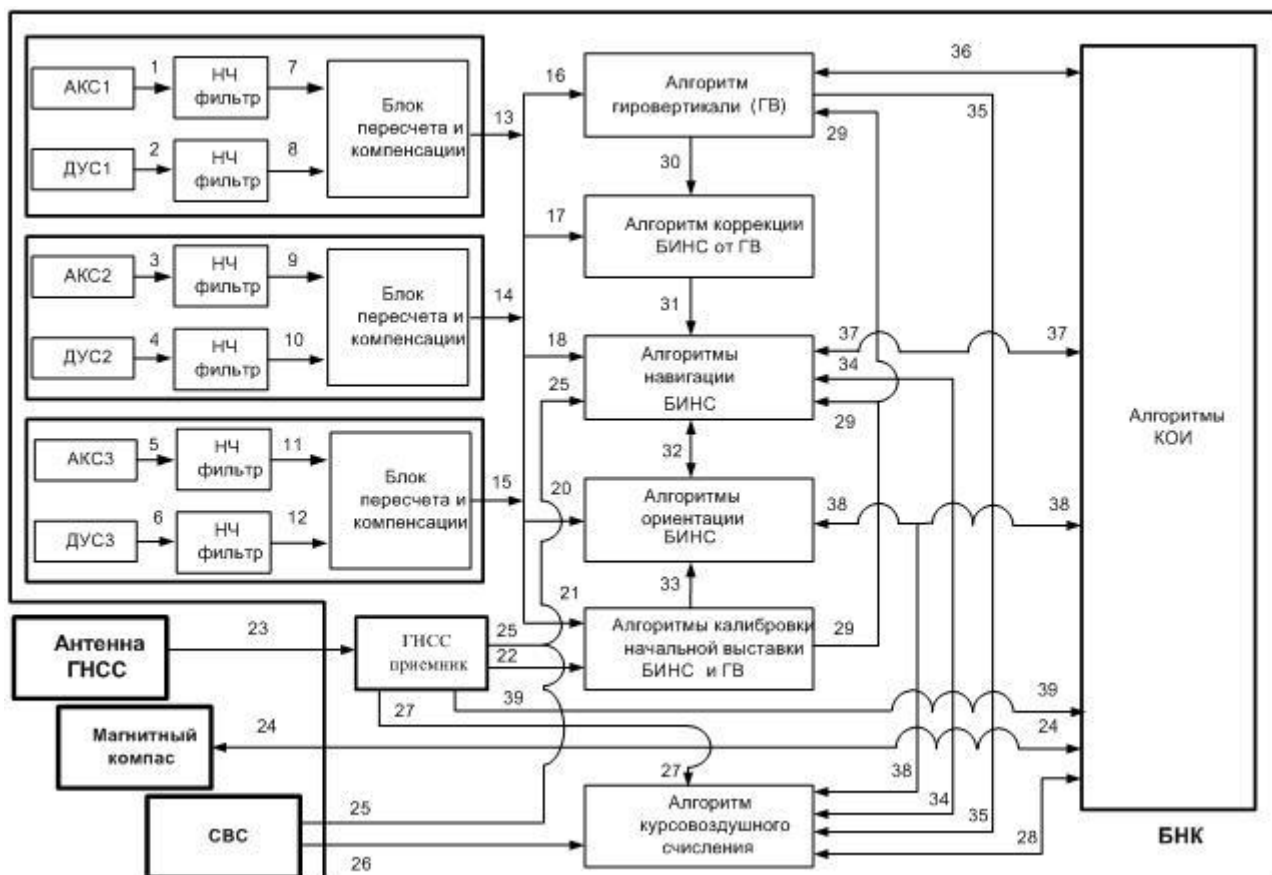 АКС1
1
НЧ
фильтр
7
Блок
пересчета и
компенсации
13
ДУС1
2
НЧ
фильтр
8
АКС2
3
НЧ
фильтр
9
Блок
пересчета и
компенсации
14
ДУС2
4
НЧ
фильтр
10
АКС3
5
НЧ
фильтр
11
Блок
пересчета и
компенсации
15
ДУС3
6
НЧ
фильтр
12
16
17
18
25
20
21
Алгоритм
гировертикали (ГВ)
30
Алгоритм коррекции
БИНС от ГВ
31
Алгоритмы
навигации
БИНС
32
Алгоритмы
ориентации
БИНС
33
Алгоритмы калибровки
начальной выставки
БИНС и ГВ
36
35
29
37
37
34
29
38
38
29
39
24
Алгоритмы
КОИ
Антенна
ГНСС
23
ГНСС
приемник
25
22
39
27
Магнитный
компас
24
27
СВС
25
26
Алгоритм
курсовоздушного
счисления
38
34
35
28
БНК